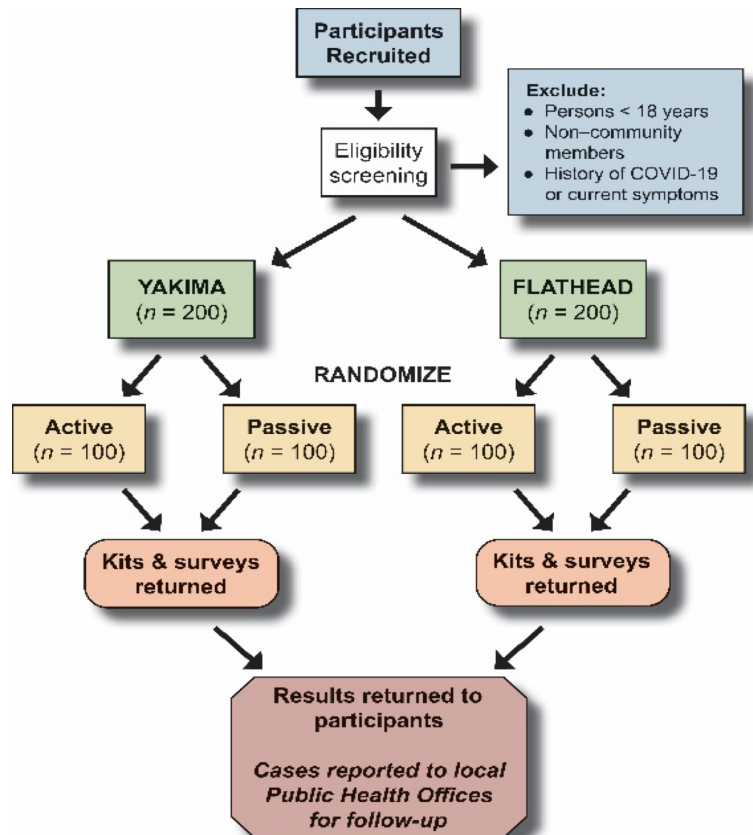 Participants
Recruited
Exclude:
● Persons < 18 years
● Non–community
members
● History of COVID-19
or current symptoms
Eligibility
screening
YAKIMA
(n = 200)
FLATHEAD
(n = 200)
RANDOMIZE
Active
(n = 100)
Passive
(n = 100)
Active
(n = 100)
Passive
(n = 100)
Kits & surveys
returned
Kits & surveys
returned
Results returned to
participants
Cases reported to local
Public Health Offices
for follow-up